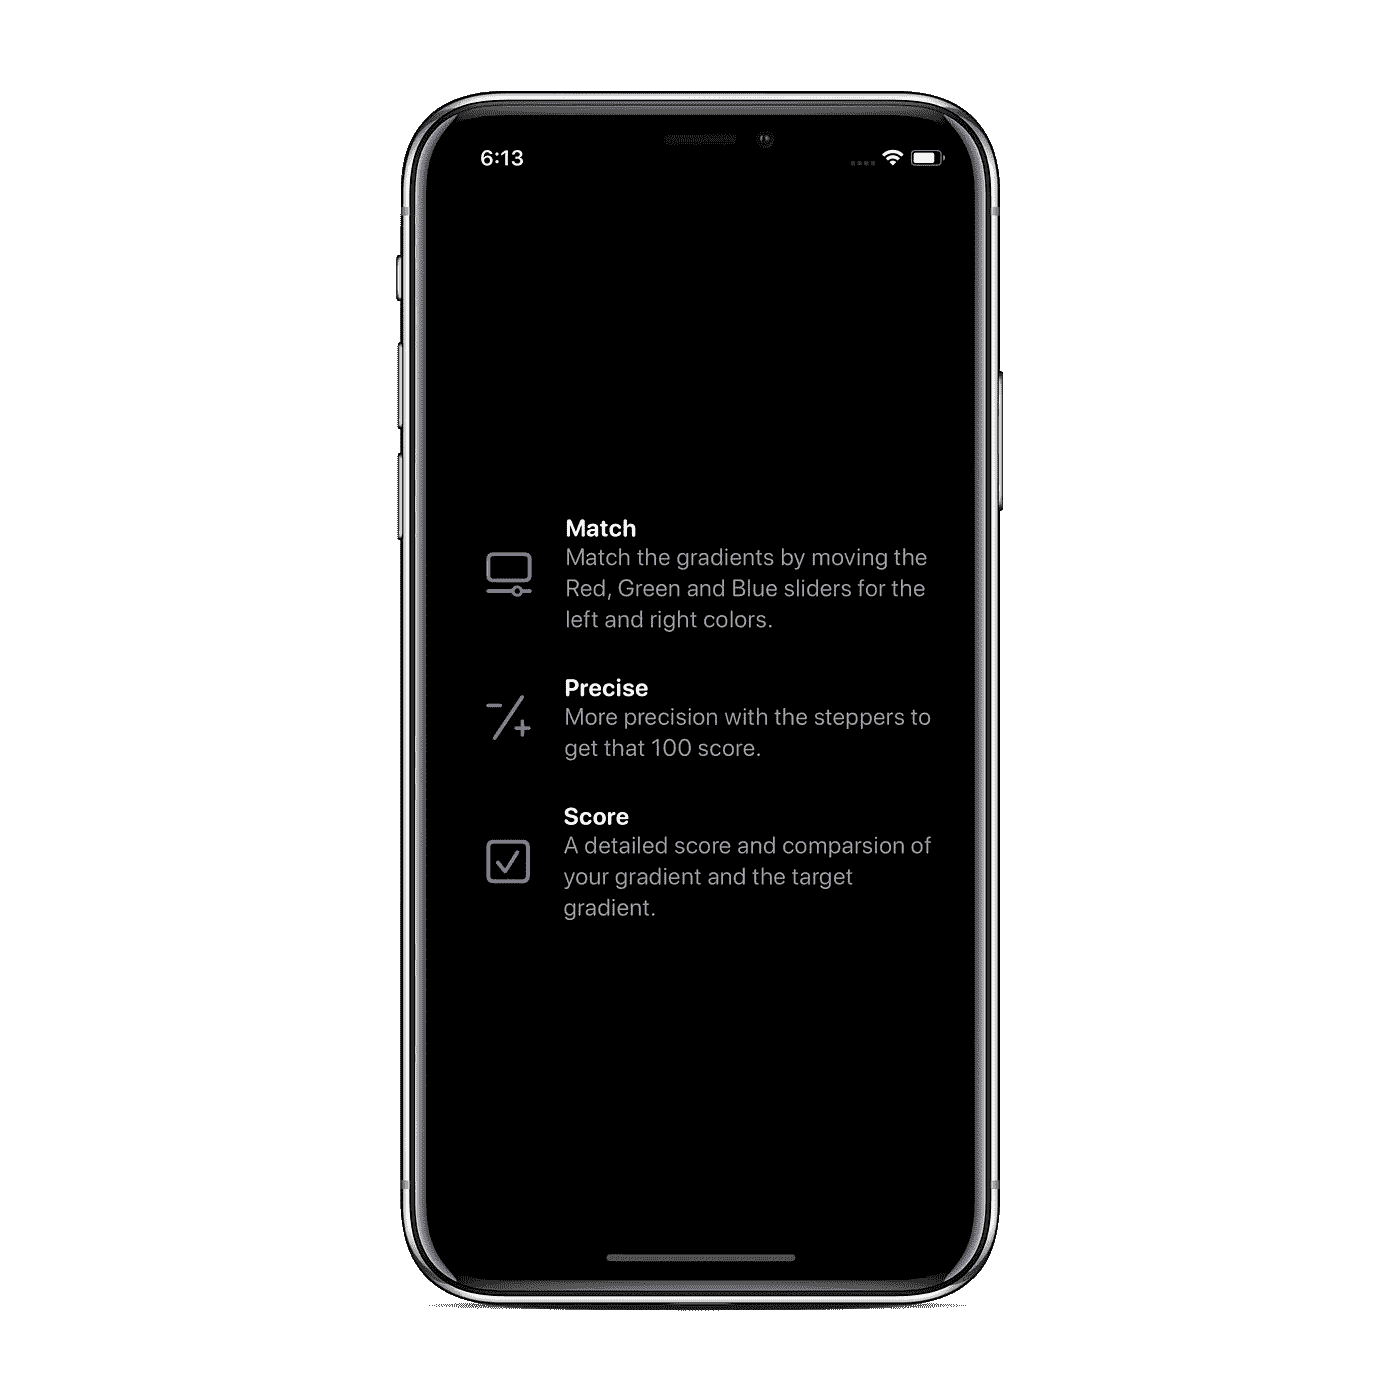 6:13
Match
Match the gradients by moving the
Red, Green and Blue sliders for the
left and right colors.
Precise
More precision with the steppers to
get that 100 score.
Score
A detailed score and comparsion of
your gradient and the target
gradient.